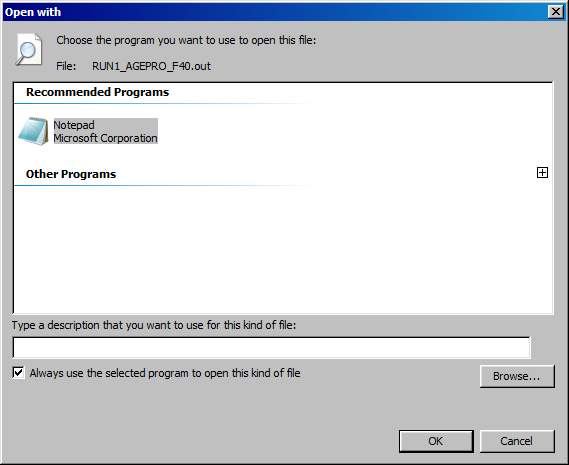 Open with
Choose the program you want to use to open this file:
File: RUN1_AGEPRO_F40.out
Recommended Programs
Notepad
Microsoft Corporation
Other Programs
Type a description that you want to use for this kind of file:
Always use the selected program to open this kind of file
Browse...
OK Cancel